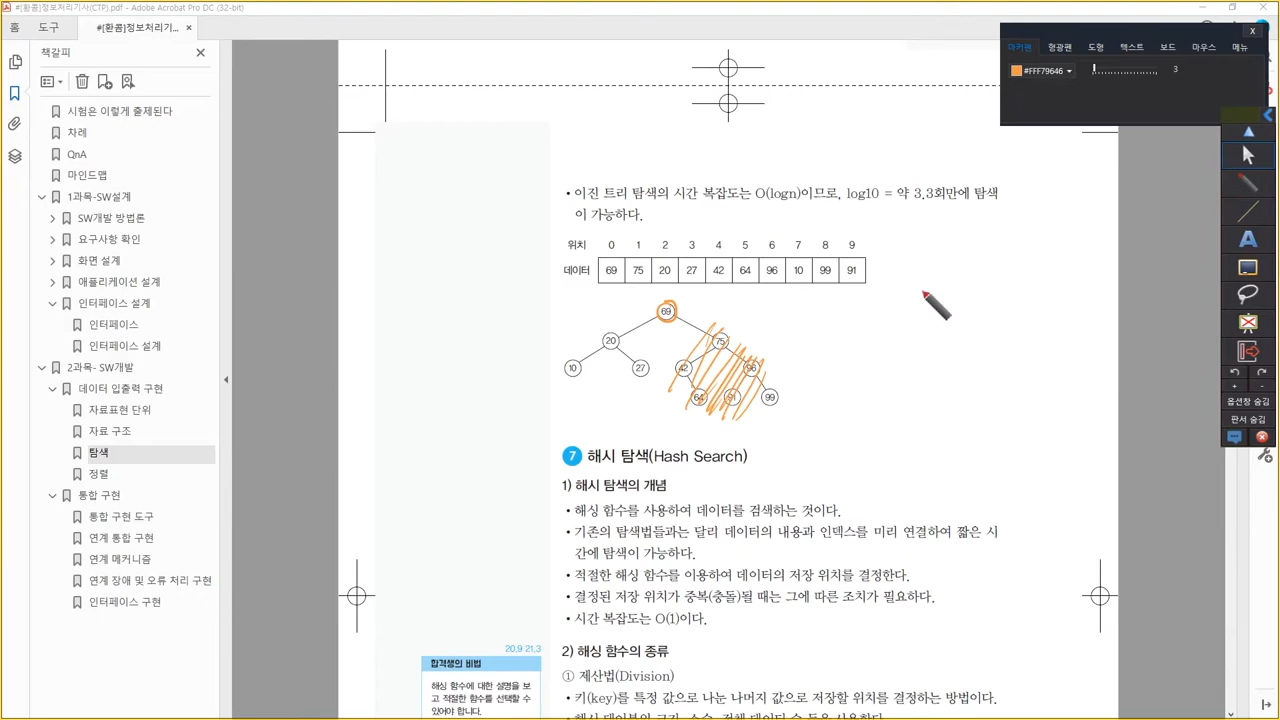 #[환콤]정보처리기사(CTP).pdf - Adobe Acrobat Pro DC (32-bit)
홈 도구 #[환콤]정보처리기... ×
책갈피
시험은 이렇게 출제된다
차례
QnA
마인드맵
1과목-SW설계
SW개발 방법론
요구사항 확인
화면 설계
애플리케이션 설계
인터페이스 설계
인터페이스
인터페이스 설계
2과목- SW개발
데이터 입출력 구현
자료표현 단위
자료 구조
탐색
정렬
통합 구현
통합 구현 도구
연계 통합 구현
연계 메커니즘
연계 장애 및 오류 처리 구현
인터페이스 구현
• 이진 트리 탐색의 시간 복잡도는 O(logn)이므로, log10 = 약 3.3회만에 탐색
이 가능하다.
위치 0 1 2 3 4 5 6 7 8 9
데이터 69 75 20 27 42 64 96 10 99 91
69
20 75
10 27 42 96
64 91 99
7 해시 탐색(Hash Search)
1) 해시 탐색의 개념
• 해싱 함수를 사용하여 데이터를 검색하는 것이다.
• 기존의 탐색법들과는 달리 데이터의 내용과 인덱스를 미리 연결하여 짧은 시
간에 탐색이 가능하다.
• 적절한 해싱 함수를 이용하여 데이터의 저장 위치를 결정한다.
• 결정된 저장 위치가 중복(충돌)될 때는 그에 따른 조치가 필요하다.
• 시간 복잡도는 O(1)이다.
2) 해싱 함수의 종류
① 제산법(Division)
• 키(key)를 특정 값으로 나눈 나머지 값으로 저장할 위치를 결정하는 방법이다.
20.9 21.3
합격생의 비법
해싱 함수에 대한 설명을 보
고 적절한 함수를 선택할 수
있어야 합니다.
X
마커펜 형광펜 도형 텍스트 보드 마우스 메뉴
#FFF79646 3
A
+ -
옵션창 숨김
판서 숨김